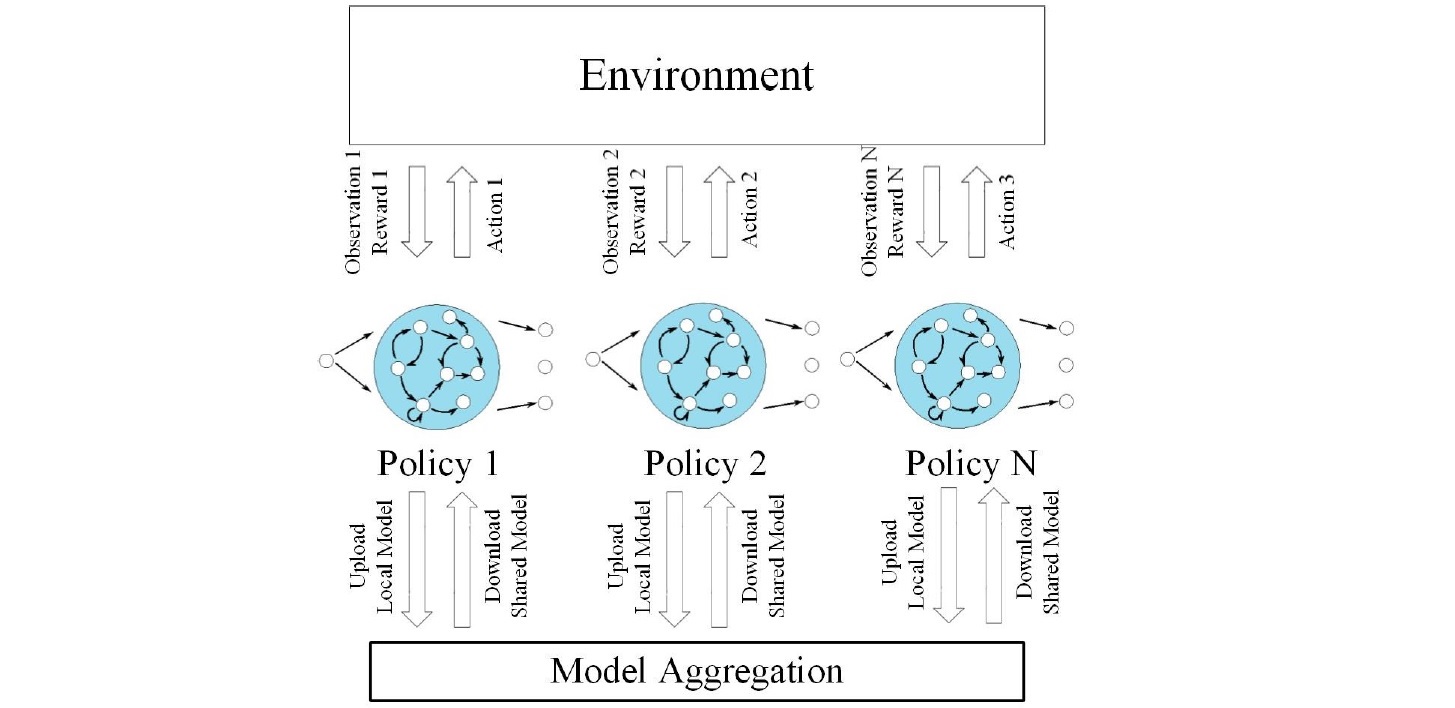 Environment
Observation 1
Reward 1
Action 1
Observation 2
Reward 2
Action 2
Observation N
Reward N
Action 3
Policy 1
Policy 2
Policy N
Upload
Local Model
Download
Shared Model
Upload
Local Model
Download
Shared Model
Upload
Local Model
Download
Shared Model
Model Aggregation